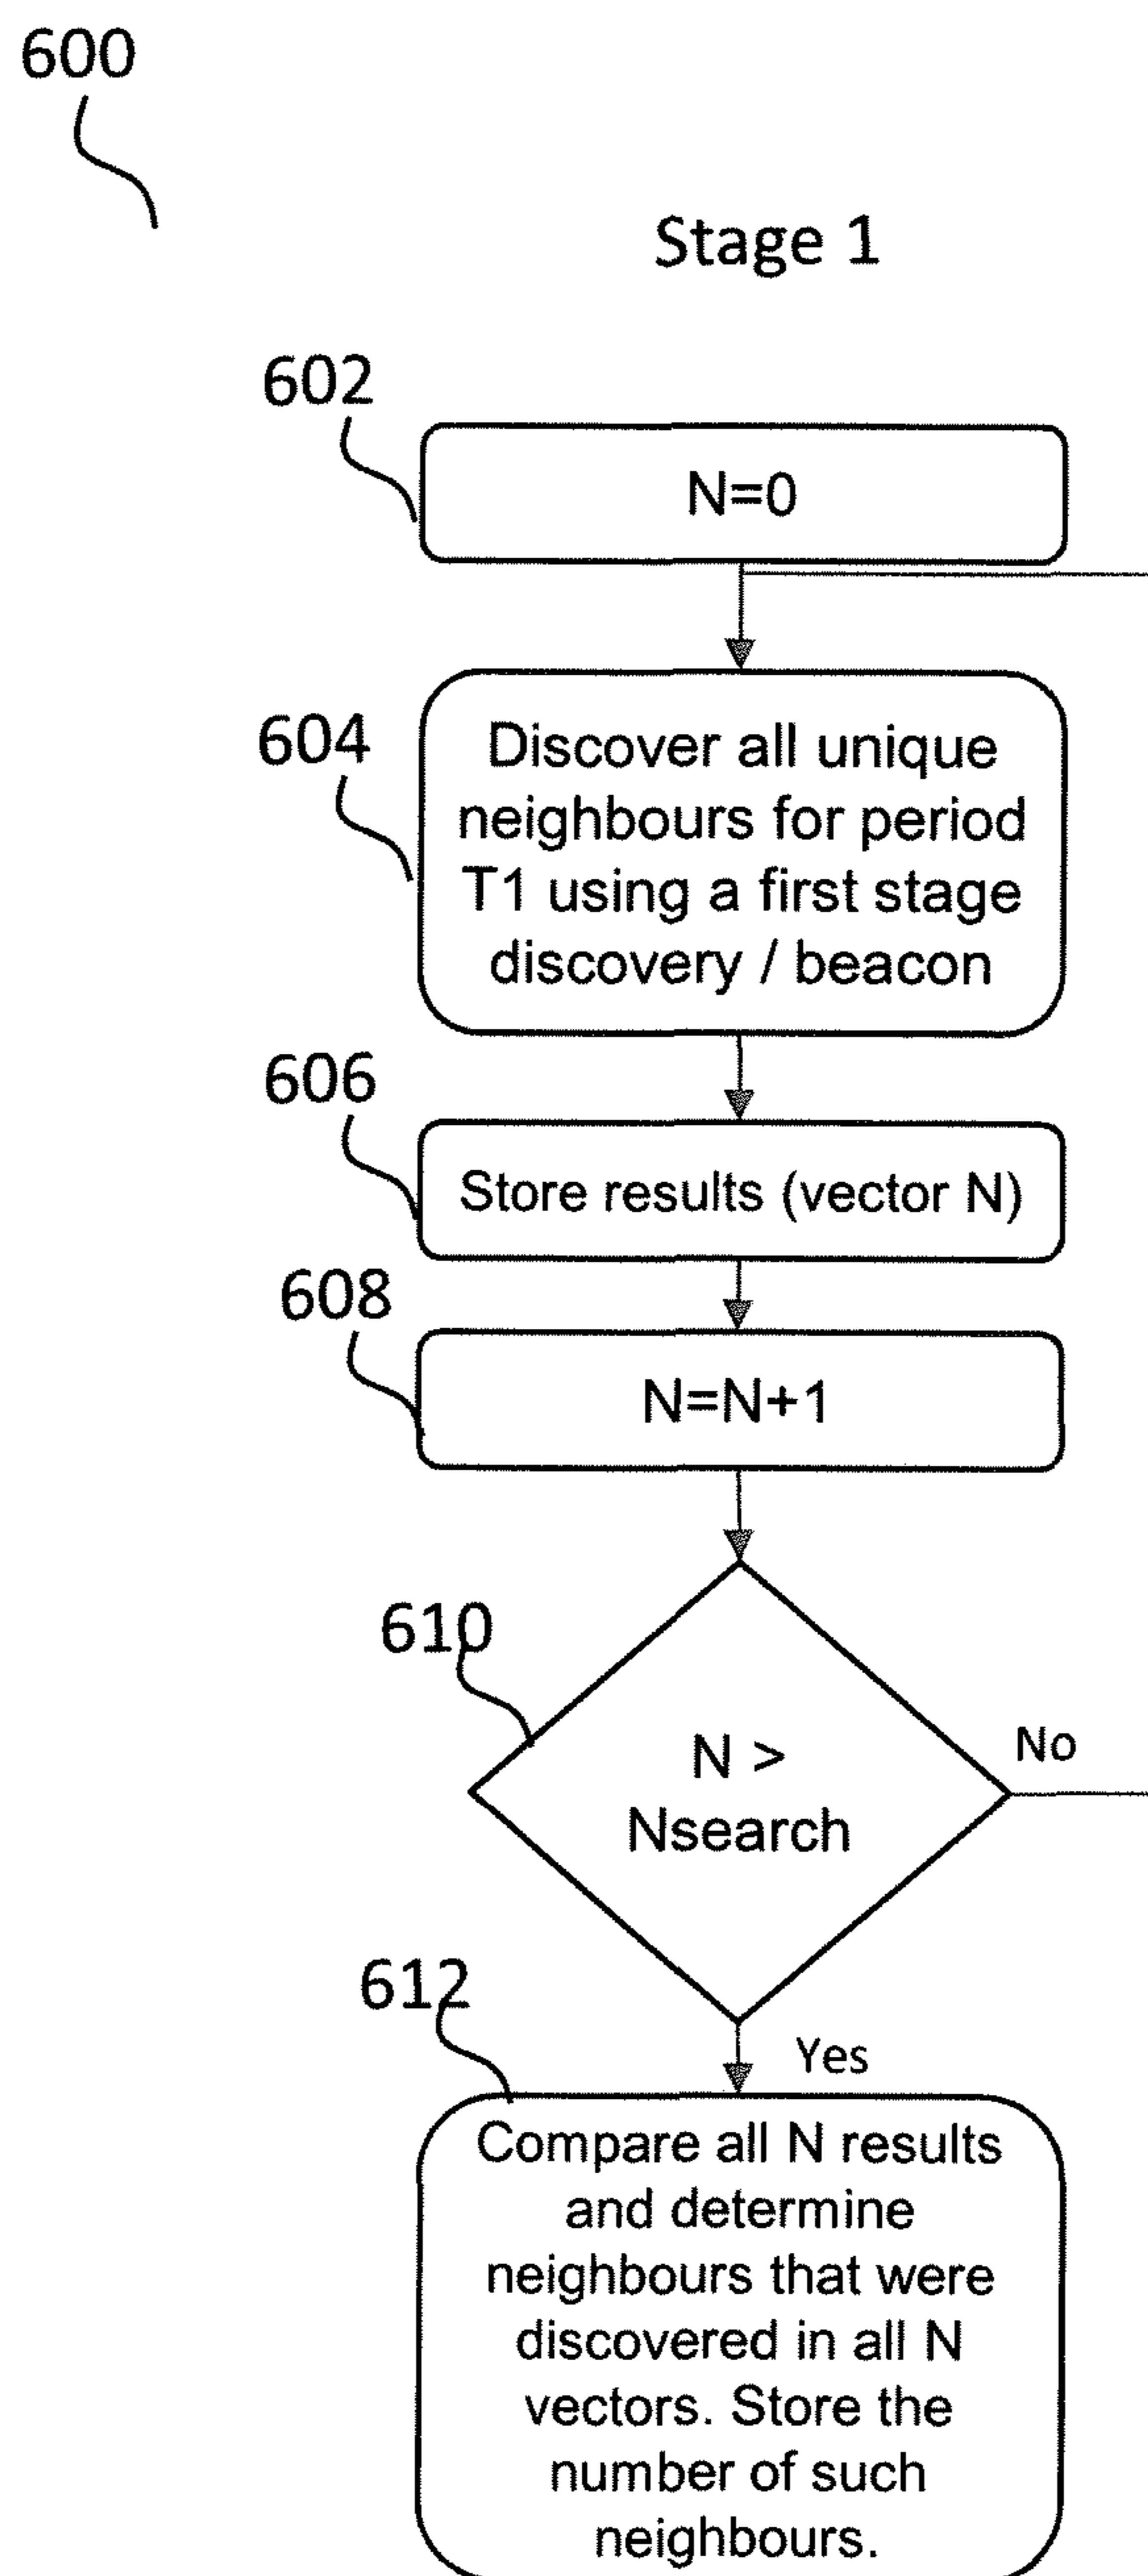 600
Stage 1
602
N=0
604
Discover all unique
neighbours for period
T1 using a first stage
discovery / beacon
606
Store results (vector N)
608
N=N+1
610
N >
Nsearch
No
612
Yes
Compare all N results
and determine
neighbours that were
discovered in all N
vectors. Store the
number of such
neighbours.